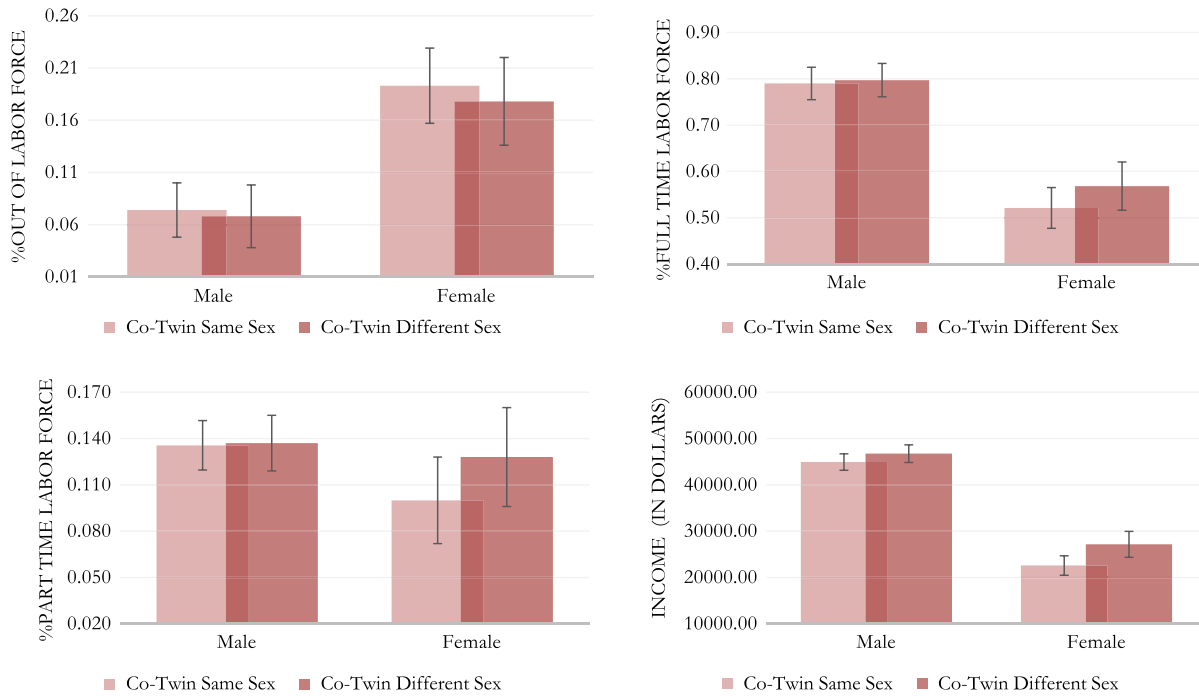 %OUT OF LABOR FORCE
0.26
0.21
0.16
0.11
0.06
0.01
Male
Female
Co-Twin Same Sex
Co-Twin Different Sex
%FULL TIME LABOR FORCE
0.90
0.80
0.70
0.60
0.50
0.40
Male
Female
Co-Twin Same Sex
Co-Twin Different Sex
%PART TIME LABOR FORCE
0.170
0.140
0.110
0.080
0.050
0.020
Male
Female
Co-Twin Same Sex
Co-Twin Different Sex
INCOME (IN DOLLARS)
60000.00
50000.00
40000.00
30000.00
20000.00
10000.00
Male
Female
Co-Twin Same Sex
Co-Twin Different Sex